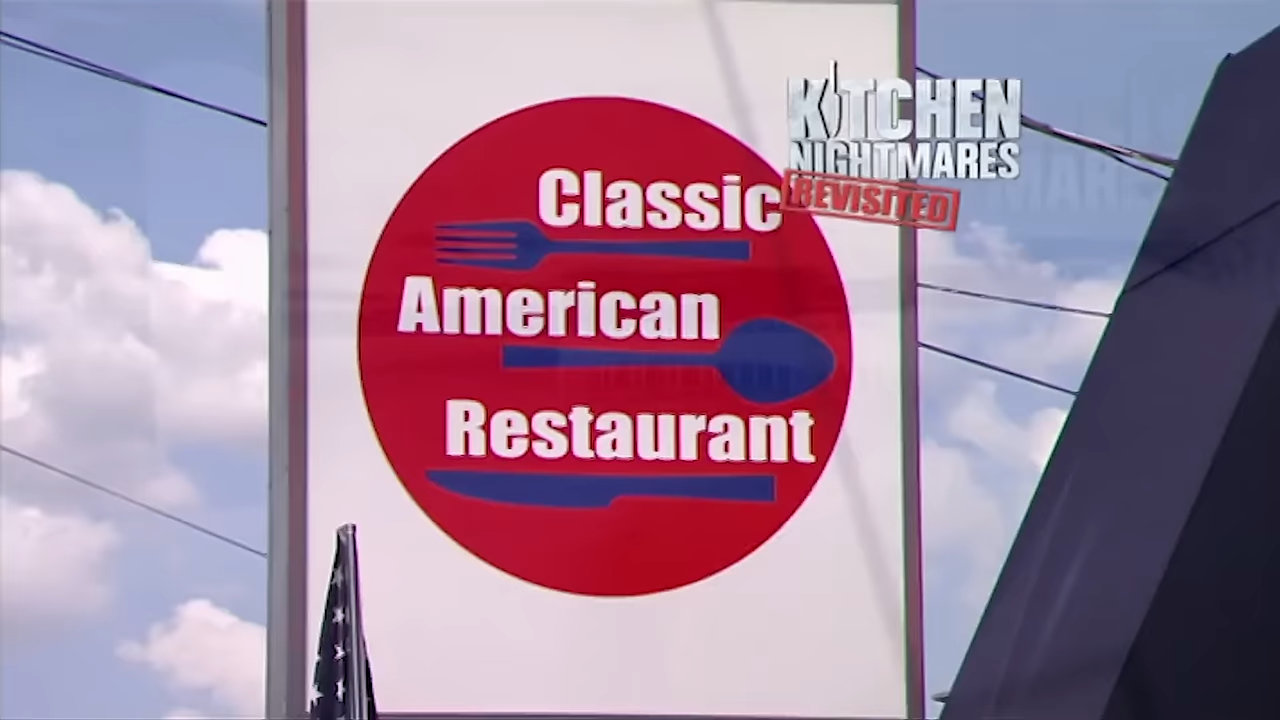 Classic
American
Restaurant
KITCHEN
NIGHTMARES
REVISITED